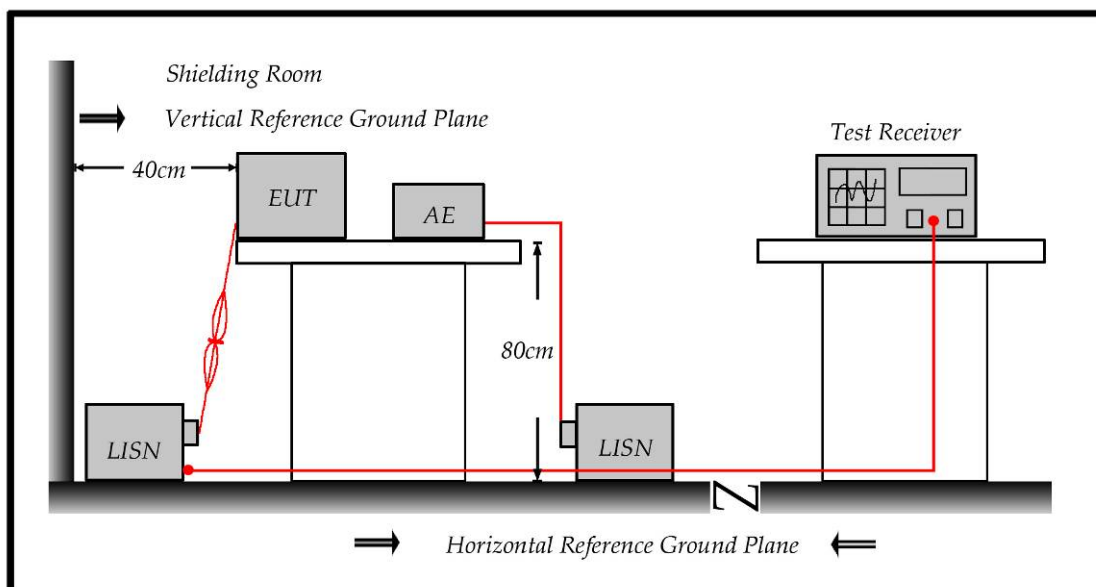 Shielding Room
Vertical Reference Ground Plane
Test Receiver
40cm
EUT
AE
80cm
LISN
LISN
Horizontal Reference Ground Plane